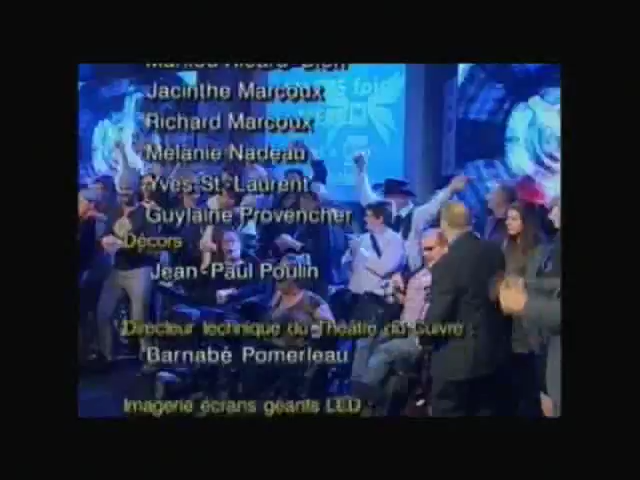 Jacinthe Marcoux
Richard Marcoux
Mélanie Nadeau
Yves St-Laurent
Guylaine Provencher
Décors :
Jean-Paul Poulin
Directeur technique du Théâtre du Cuivre :
Barnabé Pomerleau
Imagerie écrans géants LED